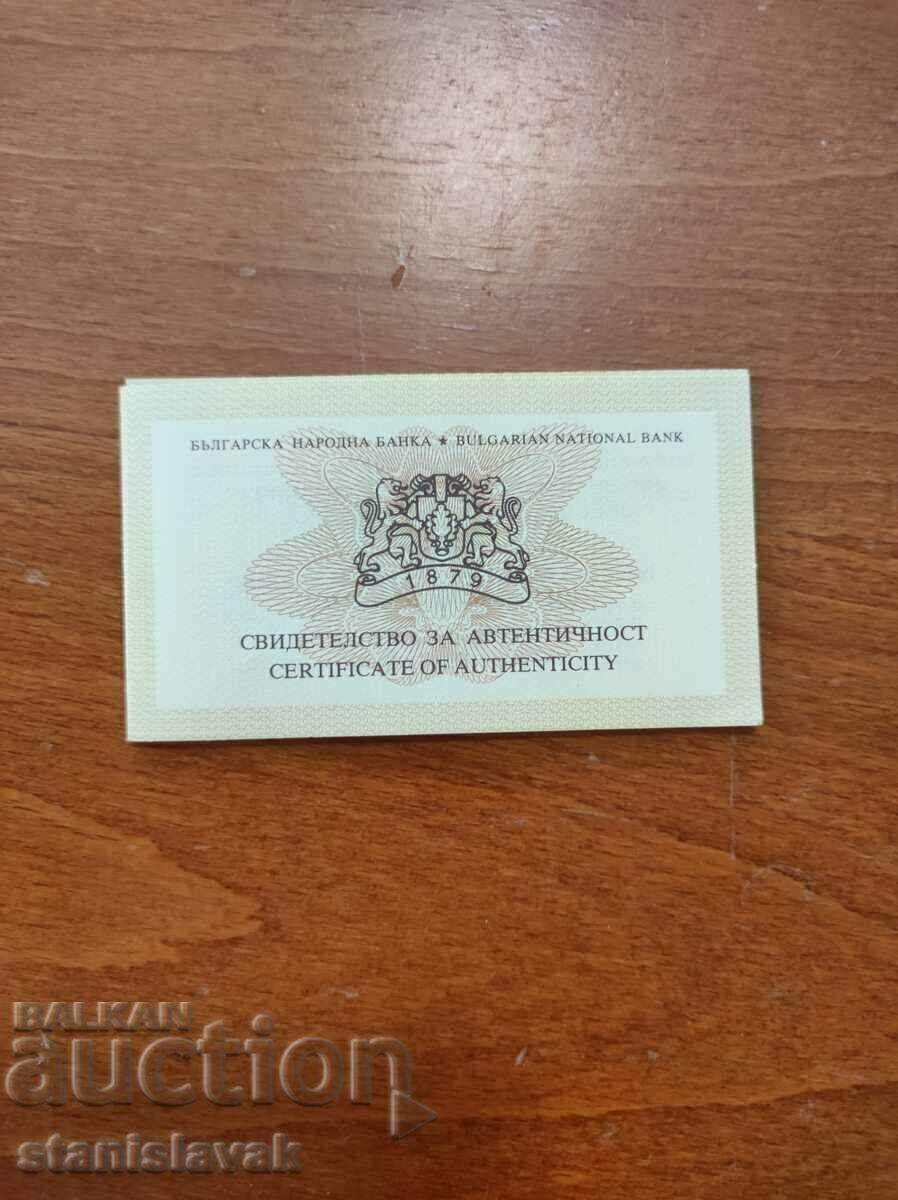 БЪЛГАРСКА НАРОДНА БАНКА ★ BULGARIAN NATIONAL BANK
1879
СВИДЕТЕЛСТВО ЗА АВТЕНТИЧНОСТ
CERTIFICATE OF AUTHENTICITY
BALKAN
auction
stanislavak